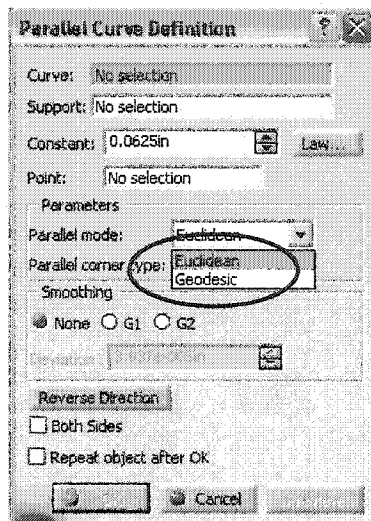 Parallel Curve Definition ? X
Curve: No selection
Support: No selection
Constant: 0.0625in Law...
Point: No selection
Parameters
Parallel mode: Euclidean
Parallel corner type: Euclidean
Geodesic
Smoothing
None G1 G2
Deviation
Reverse Direction
Both Sides
Repeat object after OK
Cancel